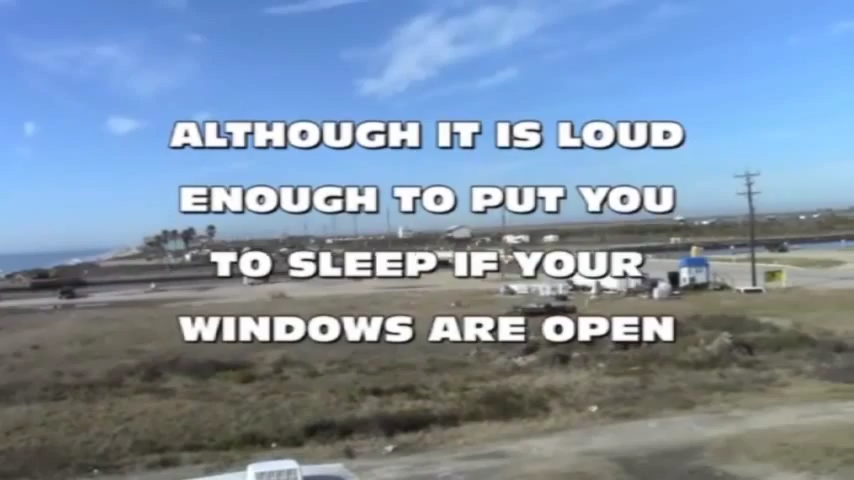 ALTHOUGH IT IS LOUD
ENOUGH TO PUT YOU
TO SLEEP IF YOUR
WINDOWS ARE OPEN